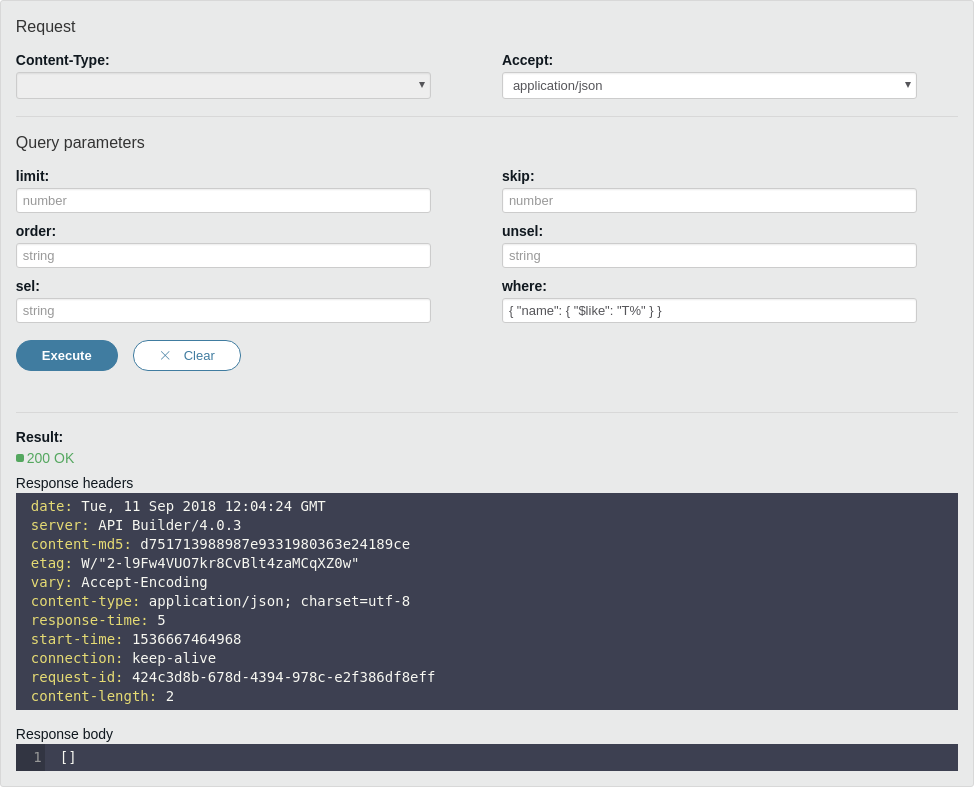 Request
Content-Type: Accept:
application/json
Query parameters
limit: skip:
number number
order: unsel:
string string
sel: where:
string { "name": { "$like": "T%" } }
Execute Clear
Result:
200 OK
Response headers
date: Tue, 11 Sep 2018 12:04:24 GMT
server: API Builder/4.0.3
content-md5: d751713988987e9331980363e24189ce
etag: W/"2-l9Fw4VUO7kr8CvBlt4zaMCqXZ0w"
vary: Accept-Encoding
content-type: application/json; charset=utf-8
response-time: 5
start-time: 1536667464968
connection: keep-alive
request-id: 424c3d8b-678d-4394-978c-e2f386df8eff
content-length: 2
Response body
1 []